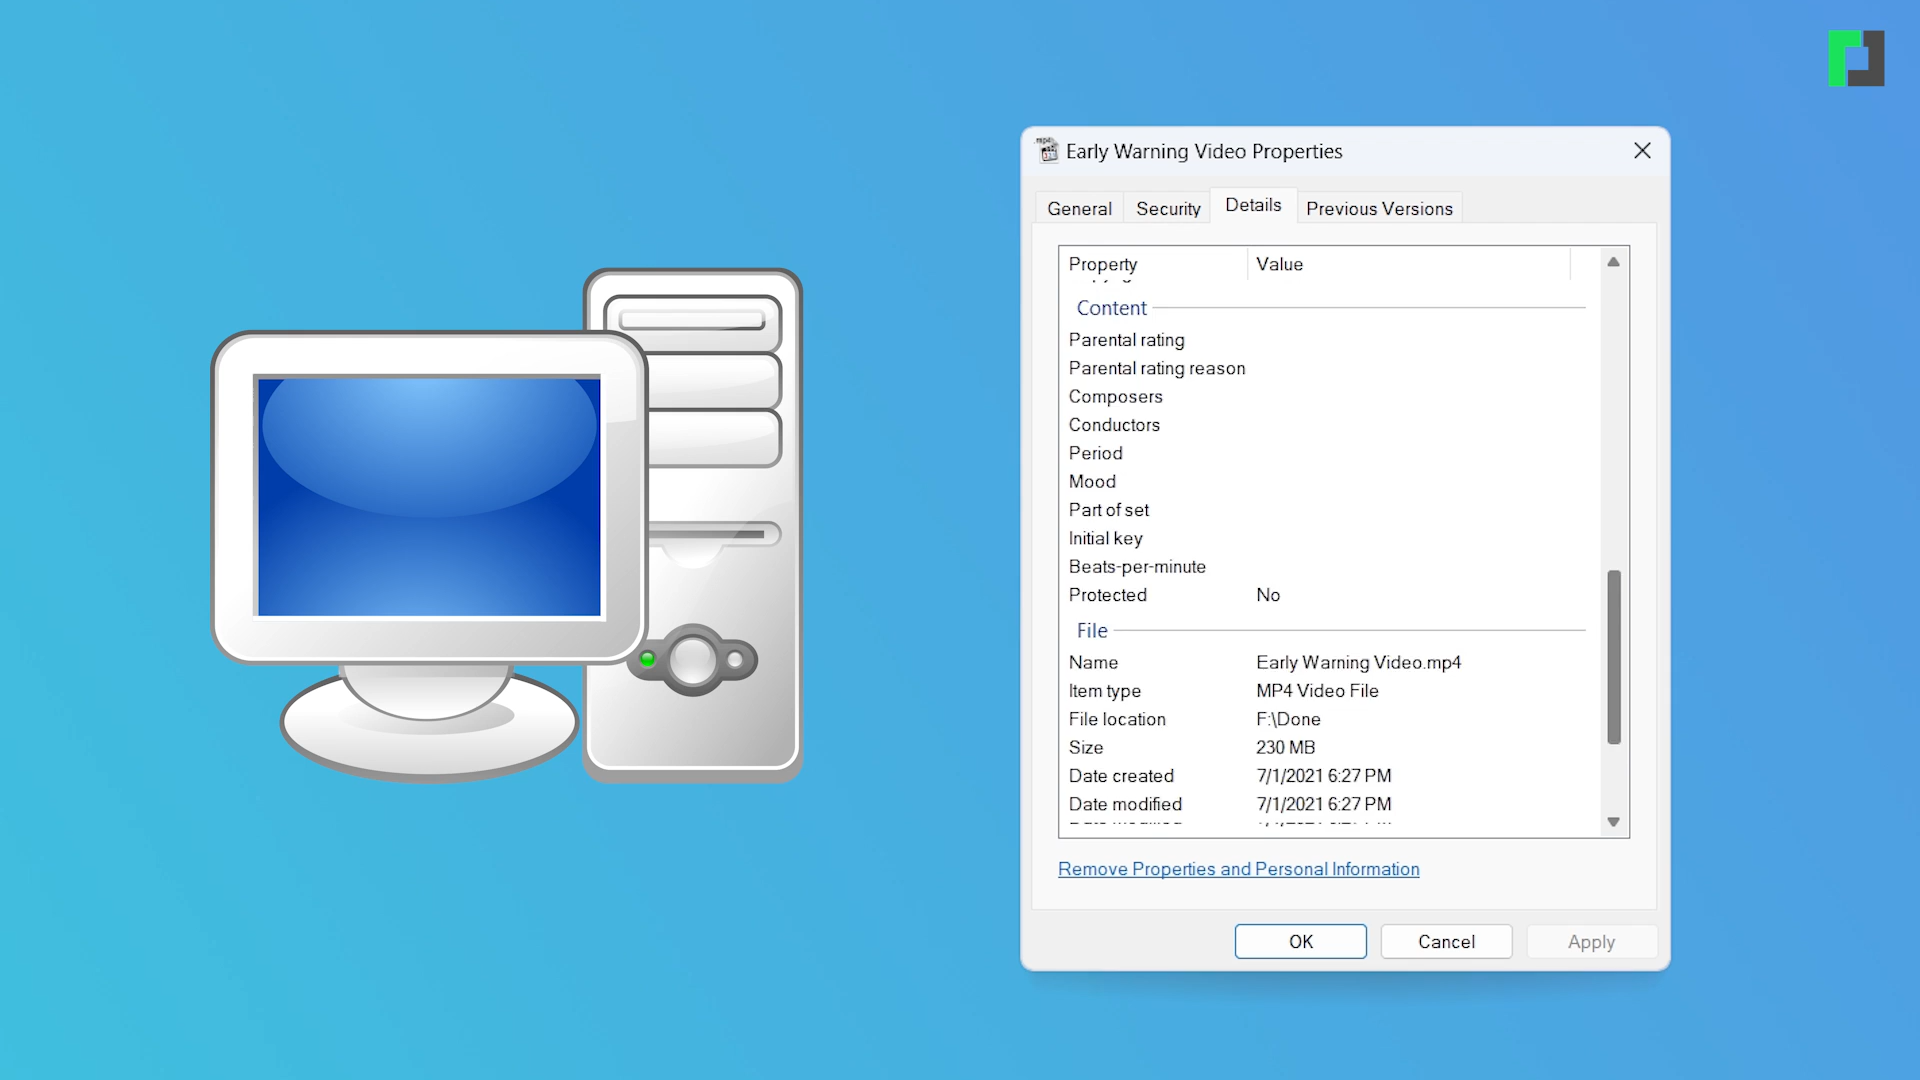 Early Warning Video Properties
General Security Details Previous Versions
Property Value
Content
Parental rating
Parental rating reason
Composers
Conductors
Period
Mood
Part of set
Initial key
Beats-per-minute
Protected No
File
Name Early Warning Video.mp4
Item type MP4 Video File
File location F:\Done
Size 230 MB
Date created 7/1/2021 6:27 PM
Date modified 7/1/2021 6:27 PM
Remove Properties and Personal Information
OK Cancel Apply